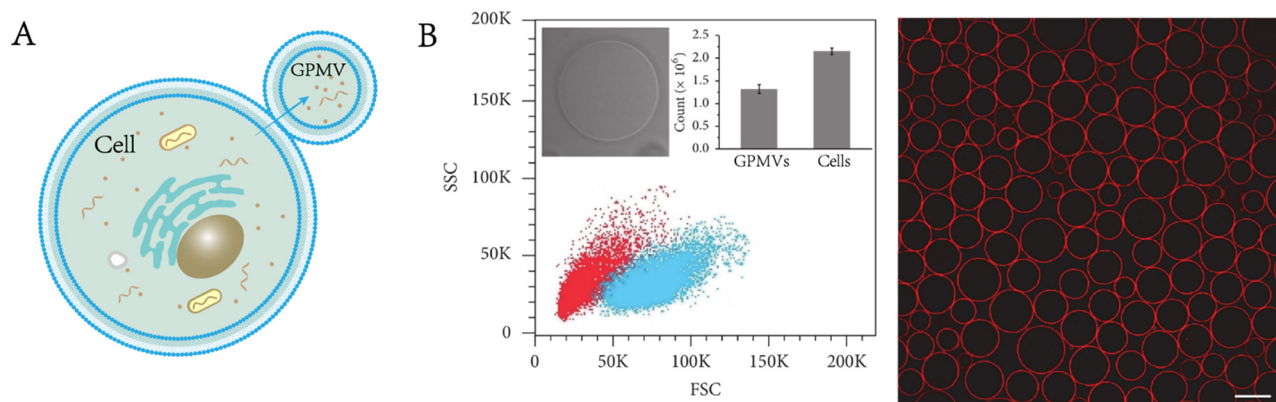 A
GPMV
Cell
B
200K
150K
100K
50K
0
SSC
0
50K
100K
150K
200K
FSC
2.5
2.0
1.5
1.0
0.5
0.0
Count (× 10⁶)
GPMVs
Cells